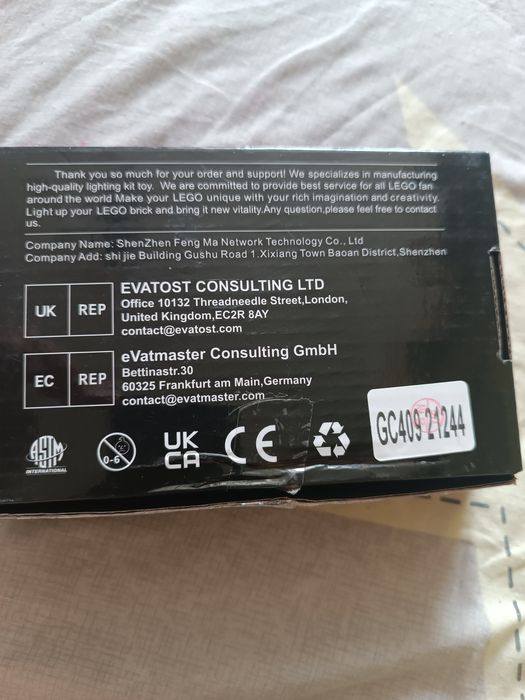 Thank you so much for your order and support! We specializes in manufacturing
high-quality lighting kit toy. We are committed to provide best service for all LEGO fan
around the world Make your LEGO unique with your rich imagination and creativity.
Light up your LEGO brick and bring it new vitality.Any question,please feel free to contact
us.
Company Name: ShenZhen Feng Ma Network Technology Co., Ltd
Company Add: shi jie Building Gushu Road 1.Xixiang Town Baoan District,Shenzhen
UK REP
EVATOST CONSULTING LTD
Office 10132 Threadneedle Street,London,
United Kingdom,EC2R 8AY
contact@evatost.com
EC REP
eVatmaster Consulting GmbH
Bettinastr.30
60325 Frankfurt am Main,Germany
contact@evatmaster.com
ASTM
INTERNATIONAL
0-6
UK
CA
CE
GC409 21244